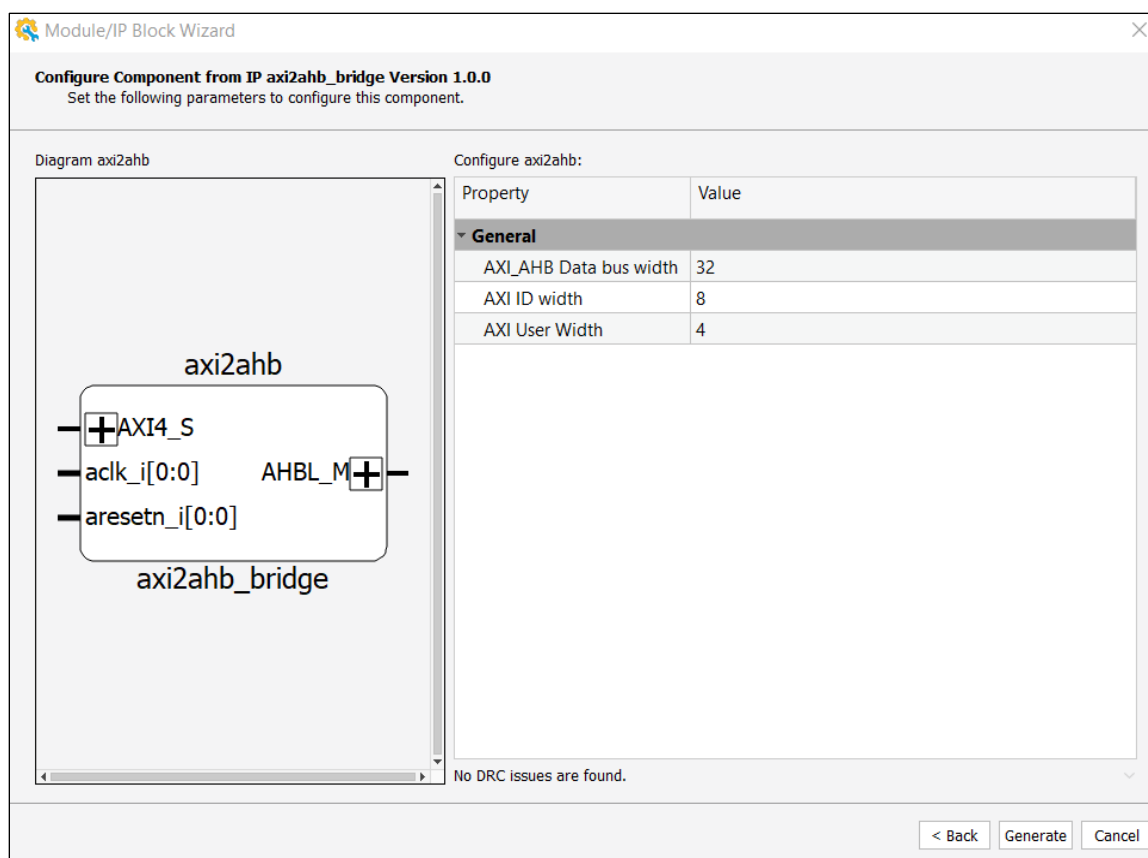 Module/IP Block Wizard
Configure Component from IP axi2ahb_bridge Version 1.0.0
Set the following parameters to configure this component.
Diagram axi2ahb
axi2ahb
AXI4_S
aclk_i[0:0] AHBL_M
aresetn_i[0:0]
axi2ahb_bridge
Configure axi2ahb:
Property Value
General
AXI_AHB Data bus width 32
AXI ID width 8
AXI User Width 4
No DRC issues are found.
< Back Generate Cancel